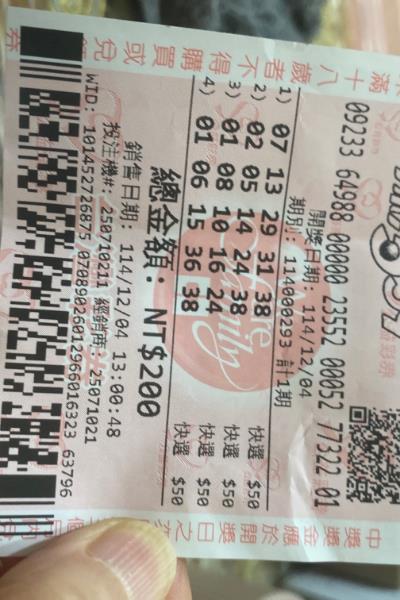 滿十八歲者不得購買或兌
09233 64988 00000 23552 00052 77322 01
開獎日期: 114/12/04
期別: 114000293 計1期
1) 07 13 29 31 38 快選 $50
2) 02 05 14 24 38 快選 $50
3) 01 08 10 16 24 快選 $50
4) 01 06 15 36 38 快選 $50
總金額: NT$200
銷售日期: 114/12/04 13:00:48
投注機#: 250710211 經銷商:25071021
WID: 101452726875 07089026012966016323 63796
中獎獎金應於開獎日之次